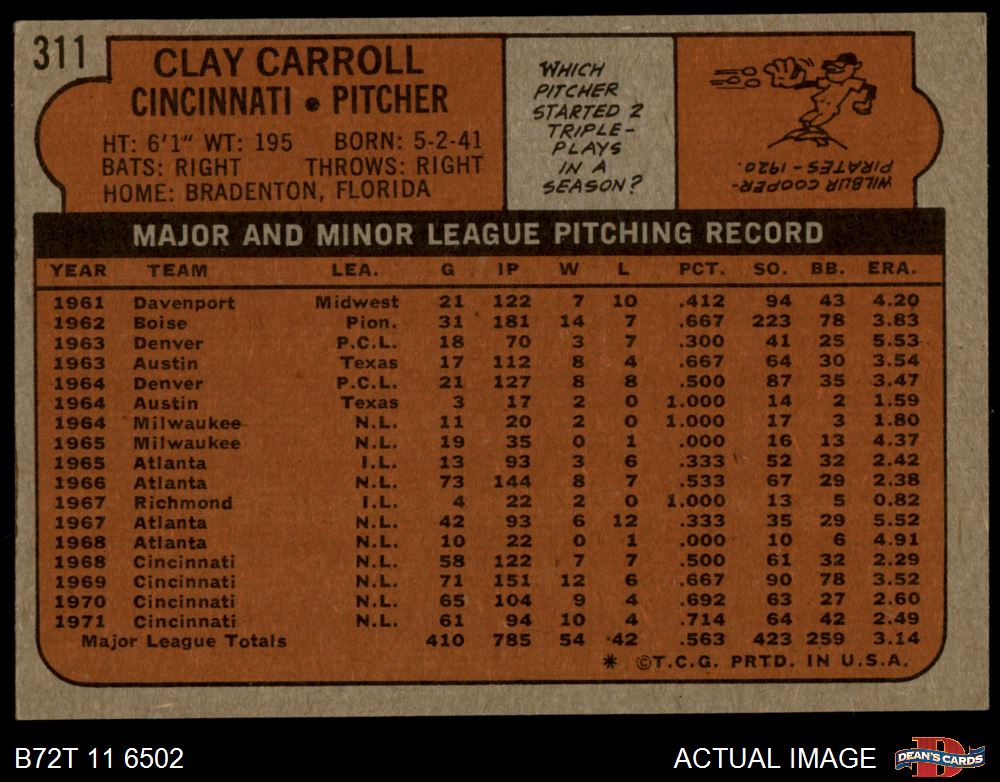 311
CLAY CARROLL
CINCINNATI • PITCHER
HT: 6'1" WT: 195 BORN: 5-2-41
BATS: RIGHT THROWS: RIGHT
HOME: BRADENTON, FLORIDA
WHICH
PITCHER
STARTED 2
TRIPLE-
PLAYS
IN A
SEASON?
WILBUR COOPER-
PIRATES - 1920.
MAJOR AND MINOR LEAGUE PITCHING RECORD
YEAR TEAM LEA. G IP W L PCT. SO. BB. ERA.
1961 Davenport Midwest 21 122 7 10 .412 94 43 4.20
1962 Boise Pion. 31 181 14 7 .667 223 78 3.83
1963 Denver P.C.L. 18 70 3 7 .300 41 25 5.53
1963 Austin Texas 17 112 8 4 .667 64 30 3.54
1964 Denver P.C.L. 21 127 8 8 .500 87 35 3.47
1964 Austin Texas 3 17 2 0 1.000 14 2 1.59
1964 Milwaukee N.L. 11 20 2 0 1.000 17 3 1.80
1965 Milwaukee N.L. 19 35 0 1 .000 16 13 4.37
1965 Atlanta I.L. 13 93 3 6 .333 52 32 2.42
1966 Atlanta N.L. 73 144 8 7 .533 67 29 2.38
1967 Richmond I.L. 4 22 2 0 1.000 13 5 0.82
1967 Atlanta N.L. 42 93 6 12 .333 35 29 5.52
1968 Atlanta N.L. 10 22 0 1 .000 10 6 4.91
1968 Cincinnati N.L. 58 122 7 7 .500 61 32 2.29
1969 Cincinnati N.L. 71 151 12 6 .667 90 78 3.52
1970 Cincinnati N.L. 65 104 9 4 .692 63 27 2.60
1971 Cincinnati N.L. 61 94 10 4 .714 64 42 2.49
Major League Totals 410 785 54 42 .563 423 259 3.14
* ©T.C.G. PRTD. IN U.S.A.
B72T 11 6502
ACTUAL IMAGE
D
DEAN'S CARDS